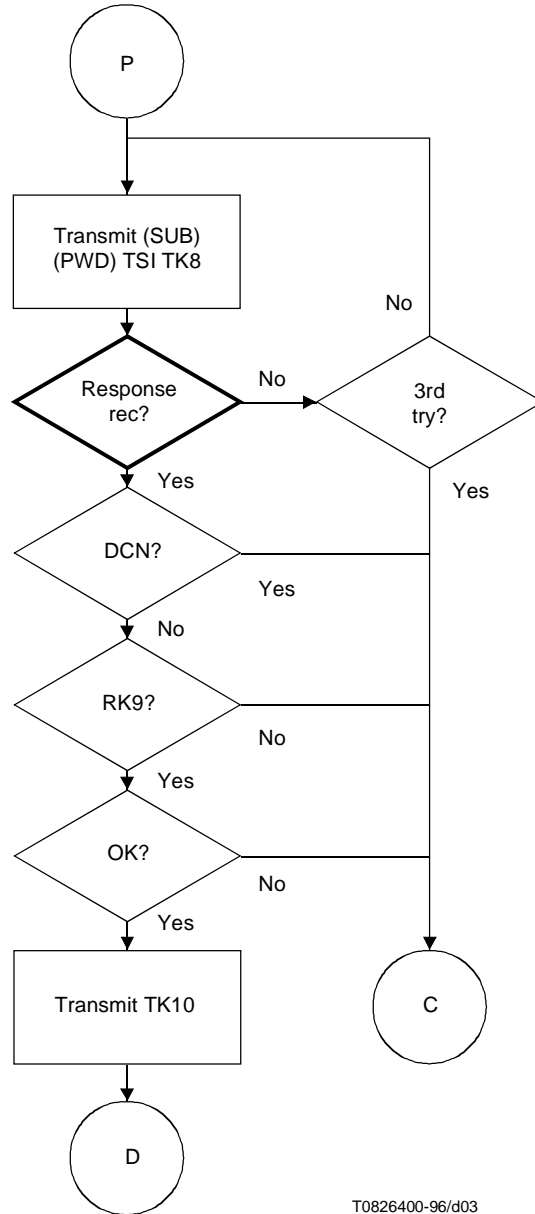 P
Transmit (SUB)
(PWD) TSI TK8
No
Response
rec?
No
3rd
try?
Yes
Yes
DCN?
Yes
No
RK9?
No
Yes
OK?
No
Yes
Transmit TK10
C
D
T0826400-96/d03